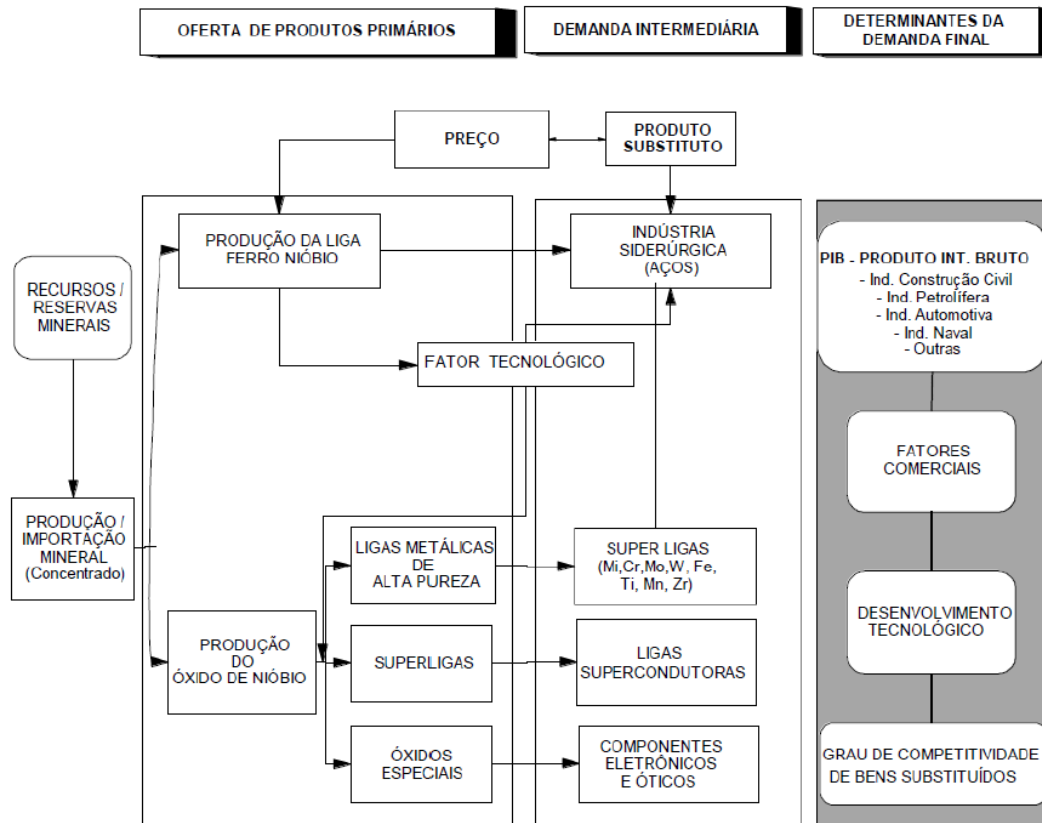 OFERTA DE PRODUTOS PRIMÁRIOS
DEMANDA INTERMEDIÁRIA
DETERMINANTES DA
DEMANDA FINAL
PREÇO
PRODUTO
SUBSTITUTO
PRODUÇÃO DA LIGA
FERRO NIÓBIO
INDÚSTRIA
SIDERÚRGICA
(AÇOS)
PIB - PRODUTO INT. BRUTO
- Ind. Construção Civil
- Ind. Petrolífera
- Ind. Automotiva
- Ind. Naval
- Outras
RECURSOS /
RESERVAS
MINERAIS
FATOR TECNOLÓGICO
FATORES
COMERCIAIS
PRODUÇÃO /
IMPORTAÇÃO
MINERAL
(Concentrado)
LIGAS METÁLICAS
DE
ALTA PUREZA
SUPER LIGAS
(Mi,Cr,Mo,W, Fe,
Ti, Mn, Zr)
DESENVOLVIMENTO
TECNOLÓGICO
PRODUÇÃO
DO
ÓXIDO DE NIÓBIO
SUPERLIGAS
LIGAS
SUPERCONDUTORAS
ÓXIDOS
ESPECIAIS
COMPONENTES
ELETRÔNICOS
E ÓTICOS
GRAU DE COMPETITIVIDADE
DE BENS SUBSTITUÍDOS